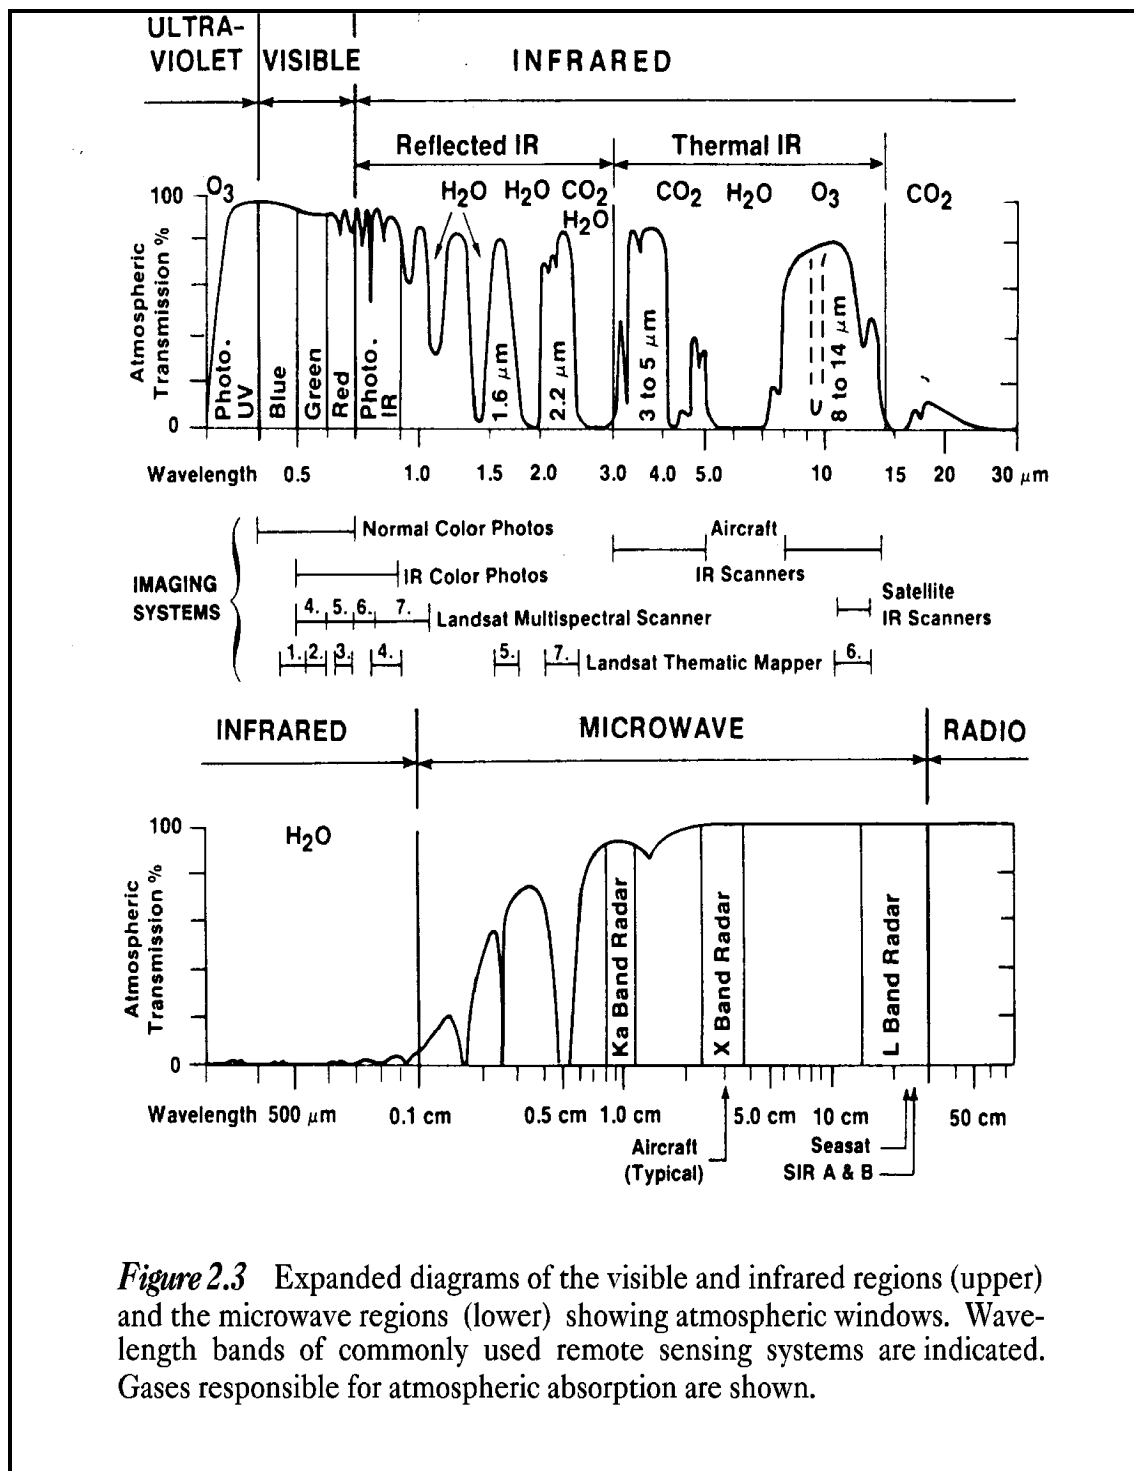 ULTRA-
VIOLET VISIBLE INFRARED
Reflected IR Thermal IR
O3 H2O H2O CO2 CO2 H2O O3 CO2
H2O
100
0
Atmospheric
Transmission %
Photo.
UV
Blue
Green
Red
Photo.
IR
1.6 μm
2.2 μm
3 to 5 μm
8 to 14 μm
Wavelength 0.5 1.0 1.5 2.0 3.0 4.0 5.0 10 15 20 30 μm
IMAGING
SYSTEMS
Normal Color Photos
Aircraft
IR Scanners
IR Color Photos
Satellite
IR Scanners
4. 5. 6. 7. Landsat Multispectral Scanner
1. 2. 3. 4. 5. 7. Landsat Thematic Mapper 6.
INFRARED MICROWAVE RADIO
100
0
H2O
Atmospheric
Transmission %
Ka Band Radar
X Band Radar
L Band Radar
Wavelength 500 μm 0.1 cm 0.5 cm 1.0 cm 5.0 cm 10 cm 50 cm
Aircraft
(Typical)
Seasat
SIR A & B
Figure 2.3 Expanded diagrams of the visible and infrared regions (upper)
and the microwave regions (lower) showing atmospheric windows. Wave-
length bands of commonly used remote sensing systems are indicated.
Gases responsible for atmospheric absorption are shown.